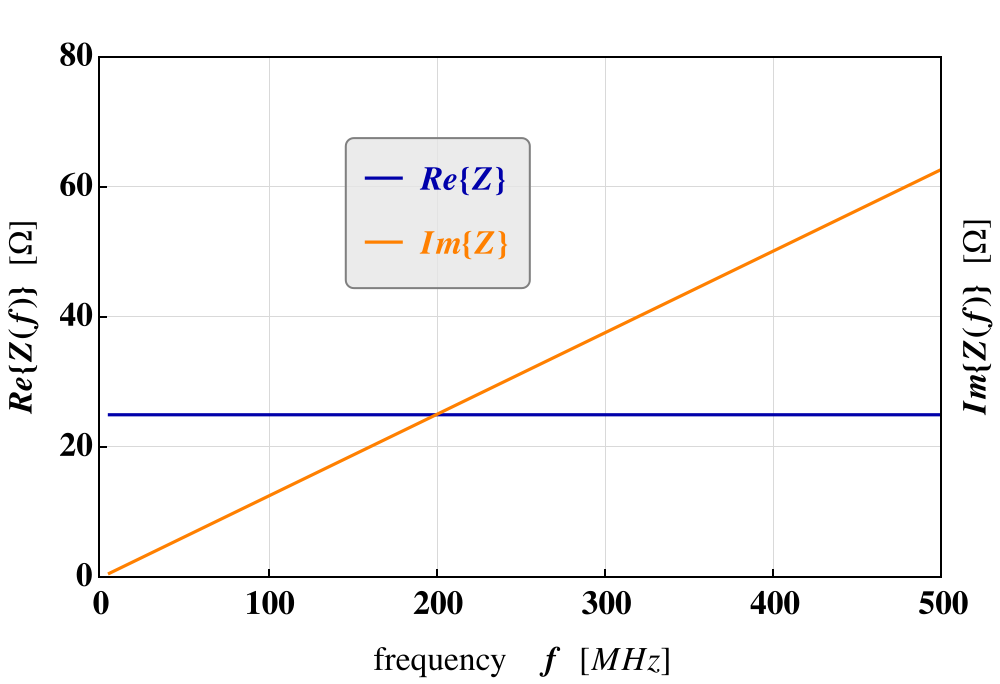 80
60
40
20
0
0 100 200 300 400 500
Re{Z(f)} [Ω]
Im{Z(f)} [Ω]
Re{Z}
Im{Z}
frequency f [MHz]